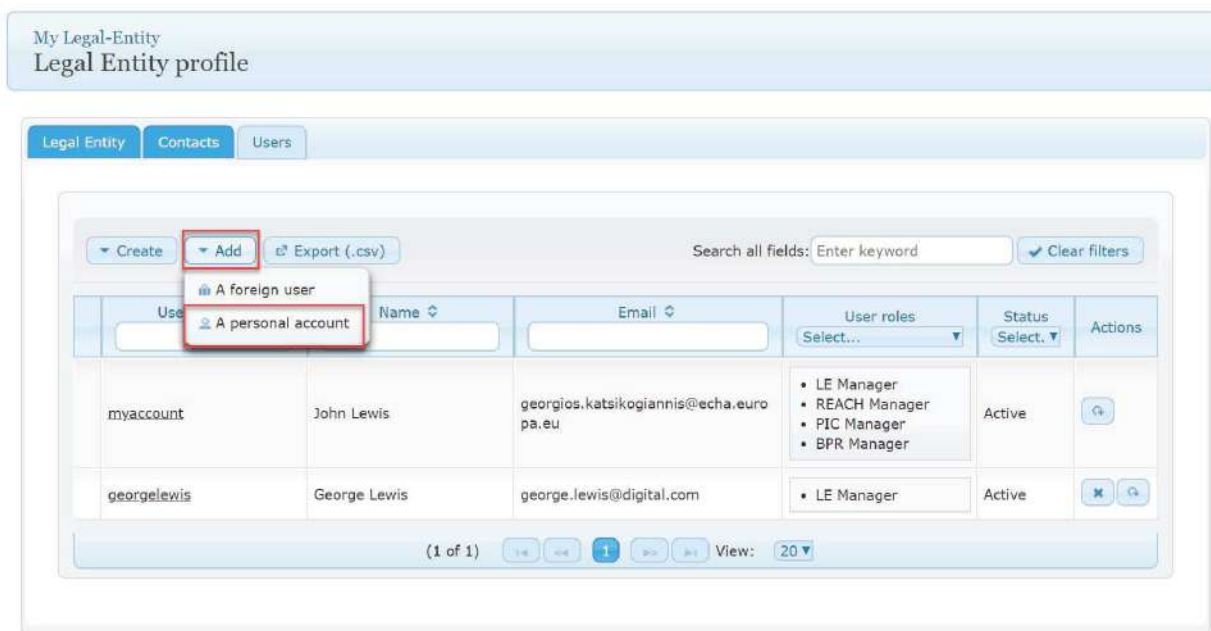 My Legal-Entity
Legal Entity profile
Legal Entity
Contacts
Users
Create
Add
Export (.csv)
Search all fields:
Enter keyword
Clear filters
A foreign user
A personal account
Use
Name
Email
User roles
Status
Actions
Select...
Select.
myaccount
John Lewis
georgios.katsikogiannis@echa.euro
pa.eu
• LE Manager
• REACH Manager
• PIC Manager
• BPR Manager
Active
georgelewis
George Lewis
george.lewis@digital.com
• LE Manager
Active
(1 of 1)
1
View:
20